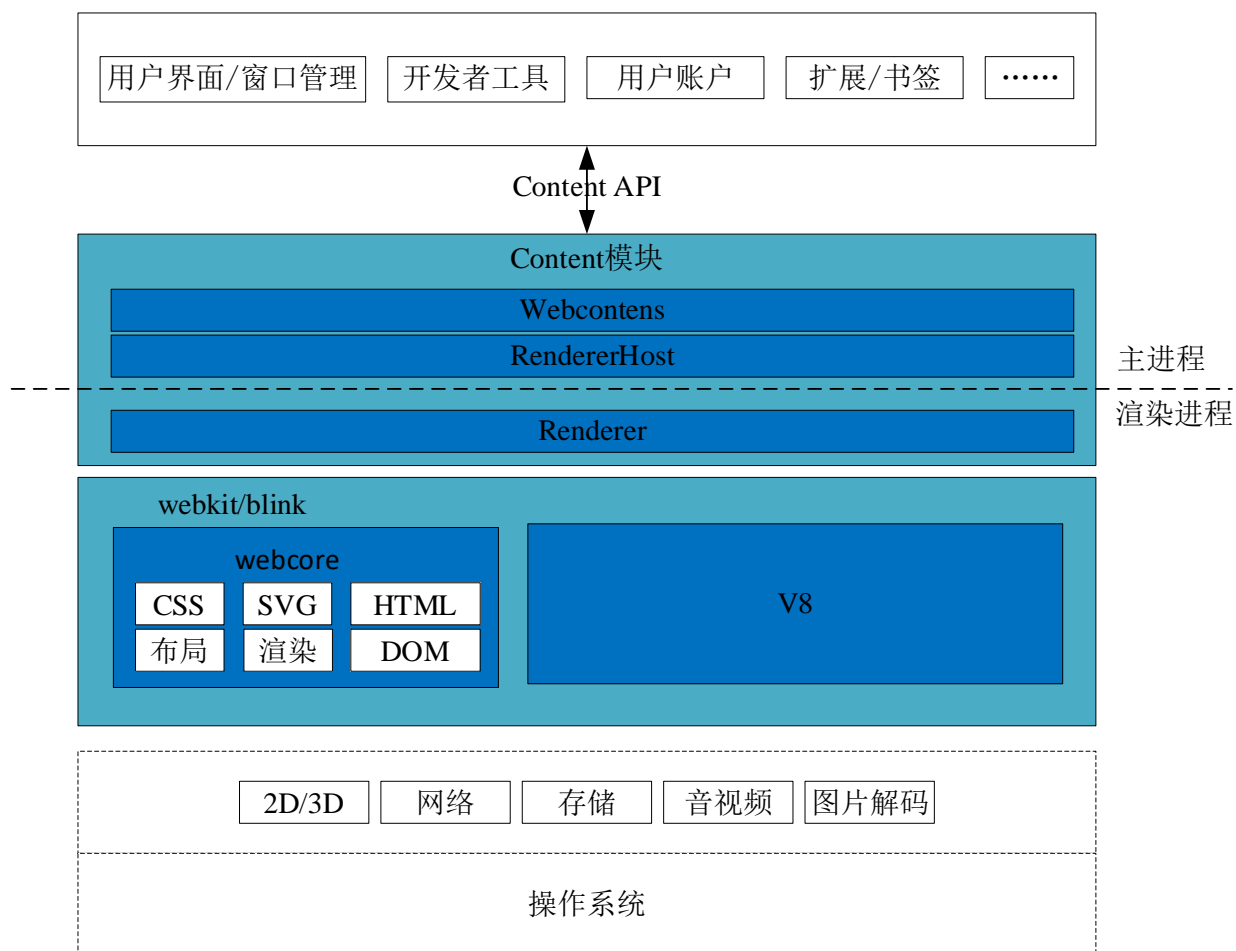 用户界面/窗口管理
开发者工具
用户账户
扩展/书签
……
Content API
Content模块
Webcontens
RendererHost
主进程
渲染进程
Renderer
webkit/blink
webcore
CSS
SVG
HTML
布局
渲染
DOM
V8
2D/3D
网络
存储
音视频
图片解码
操作系统